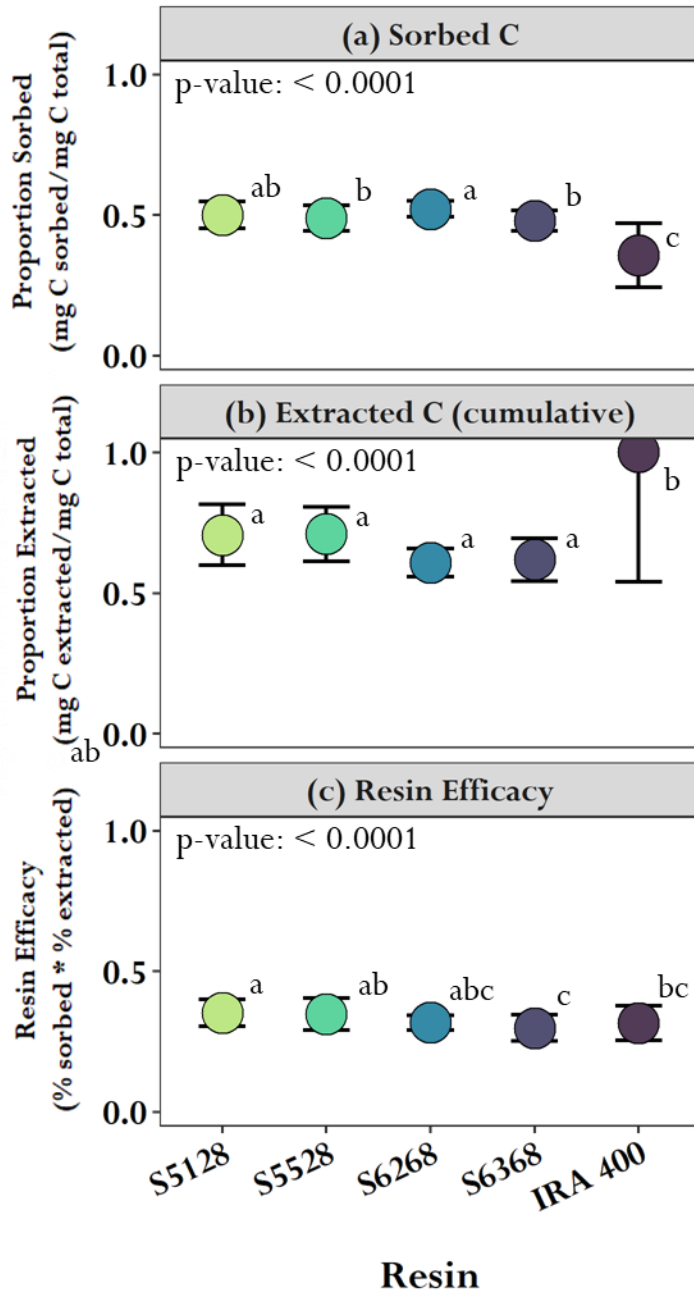 (a) Sorbed C
p-value: < 0.0001
Proportion Sorbed
(mg C sorbed/mg C total)
1.0
0.5
0.0
ab
b
a
b
c
(b) Extracted C (cumulative)
p-value: < 0.0001
Proportion Extracted
(mg C extracted/mg C total)
1.0
0.5
0.0
a
a
a
a
b
ab
(c) Resin Efficacy
p-value: < 0.0001
Resin Efficacy
(% sorbed * % extracted)
1.0
0.5
0.0
a
ab
abc
c
bc
S5128
S5528
S6268
S6368
IRA 400
Resin